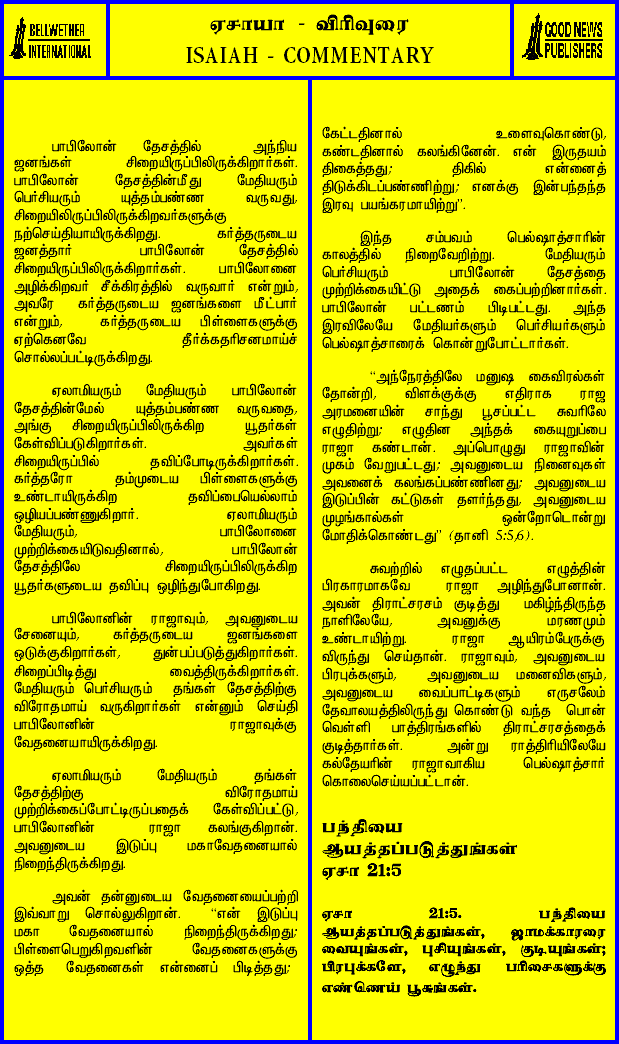 BELLWETHER
INTERNATIONAL
ஏசாயா - விரிவுரை
ISAIAH - COMMENTARY
GOOD NEWS
PUBLISHERS
பாபிலோன் தேசத்தில் அந்நிய
ஜனங்கள் சிறையிருப்பிலிருக்கிறார்கள்.
பாபிலோன் தேசத்தின்மீது மேதியரும்
பெர்சியரும் யுத்தம்பண்ண வருவது,
சிறையிலிருப்பிலிருக்கிறவர்களுக்கு
நற்செய்தியாயிருக்கிறது. கர்த்தருடைய
ஜனத்தார் பாபிலோன் தேசத்தில்
சிறையிருப்பிலிருக்கிறார்கள். பாபிலோனை
அழிக்கிறவர் சீக்கிரத்தில் வருவார் என்றும்,
அவரே கர்த்தருடைய ஜனங்களை மீட்பார்
என்றும், கர்த்தருடைய பிள்ளைகளுக்கு
ஏற்கெனவே தீர்க்கதரிசனமாய்ச்
சொல்லப்பட்டிருக்கிறது.
ஏலாமியரும் மேதியரும் பாபிலோன்
தேசத்தின்மேல் யுத்தம்பண்ண வருவதை,
அங்கு சிறையிருப்பிலிருக்கிற யூதர்கள்
கேள்விப்படுகிறார்கள். அவர்கள்
சிறையிருப்பில் தவிப்போடிருக்கிறார்கள்.
கர்த்தரோ தம்முடைய பிள்ளைகளுக்கு
உண்டாயிருக்கிற தவிப்பையெல்லாம்
ஒழியப்பண்ணுகிறார். ஏலாமியரும்
மேதியரும், பாபிலோனை
முற்றிக்கையிடுவதினால், பாபிலோன்
தேசத்திலே சிறையிருப்பிலிருக்கிற
யூதர்களுடைய தவிப்பு ஒழிந்துபோகிறது.
பாபிலோனின் ராஜாவும், அவனுடைய
சேனையும், கர்த்தருடைய ஜனங்களை
ஒடுக்குகிறார்கள், துன்பப்படுத்துகிறார்கள்.
சிறைப்பிடித்து வைத்திருக்கிறார்கள்.
மேதியரும் பெர்சியரும் தங்கள் தேசத்திற்கு
விரோதமாய் வருகிறார்கள் என்னும் செய்தி
பாபிலோனின் ராஜாவுக்கு
வேதனையாயிருக்கிறது.
ஏலாமியரும் மேதியரும் தங்கள்
தேசத்திற்கு விரோதமாய்
முற்றிக்கைப்போட்டிருப்பதைக் கேள்விப்பட்டு,
பாபிலோனின் ராஜா கலங்குகிறான்.
அவனுடைய இடுப்பு மகாவேதனையால்
நிறைந்திருக்கிறது.
அவன் தன்னுடைய வேதனையைப்பற்றி
இவ்வாறு சொல்லுகிறான். “என் இடுப்பு
மகா வேதனையால் நிறைந்திருக்கிறது;
பிள்ளைபெறுகிறவளின் வேதனைகளுக்கு
ஒத்த வேதனைகள் என்னைப் பிடித்தது;
கேட்டதினால் உளைவுகொண்டு,
கண்டதினால் கலங்கினேன். என் இருதயம்
திகைத்தது; திகில் என்னைத்
திடுக்கிடப்பண்ணிற்று; எனக்கு இன்பந்தந்த
இரவு பயங்கரமாயிற்று”.
இந்த சம்பவம் பெல்ஷாத்சாரின்
காலத்தில் நிறைவேறிற்று. மேதியரும்
பெர்சியரும் பாபிலோன் தேசத்தை
முற்றிக்கையிட்டு அதைக் கைப்பற்றினார்கள்.
பாபிலோன் பட்டணம் பிடிபட்டது. அந்த
இரவிலேயே மேதியர்களும் பெர்சியர்களும்
பெல்ஷாத்சாரைக் கொன்றுபோட்டார்கள்.
“அந்நேரத்திலே மனுஷ கைவிரல்கள்
தோன்றி, விளக்குக்கு எதிராக ராஜ
அரமனையின் சாந்து பூசப்பட்ட சுவரிலே
எழுதிற்று; எழுதின அந்தக் கையுறுப்பை
ராஜா கண்டான். அப்பொழுது ராஜாவின்
முகம் வேறுபட்டது; அவனுடைய நினைவுகள்
அவனைக் கலங்கப்பண்ணினது; அவனுடைய
இடுப்பின் கட்டுகள் தளர்ந்தது, அவனுடைய
முழங்கால்கள் ஒன்றோடொன்று
மோதிக்கொண்டது” (தானி 5:5,6).
சுவற்றில் எழுதப்பட்ட எழுத்தின்
பிரகாரமாகவே ராஜா அழிந்துபோனான்.
அவன் திராட்சரசம் குடித்து மகிழ்ந்திருந்த
நாளிலேயே, அவனுக்கு மரணமும்
உண்டாயிற்று. ராஜா ஆயிரம்பேருக்கு
விருந்து செய்தான். ராஜாவும், அவனுடைய
பிரபுக்களும், அவனுடைய மனைவிகளும்,
அவனுடைய வைப்பாட்டிகளும் எருசலேம்
தேவாலயத்திலிருந்து கொண்டு வந்த பொன்
வெள்ளி பாத்திரங்களில் திராட்சரசத்தைக்
குடித்தார்கள். அன்று ராத்திரியிலேயே
கல்தேயரின் ராஜாவாகிய பெல்ஷாத்சார்
கொலைசெய்யப்பட்டான்.
பந்தியை
ஆயத்தப்படுத்துங்கள்
ஏசா 21:5
ஏசா 21:5. பந்தியை
ஆயத்தப்படுத்துங்கள், ஜாமக்காரரை
வையுங்கள், புசியுங்கள், குடியுங்கள்;
பிரபுக்களே, எழுந்து பரிசைகளுக்கு
எண்ணெய் பூசுங்கள்.